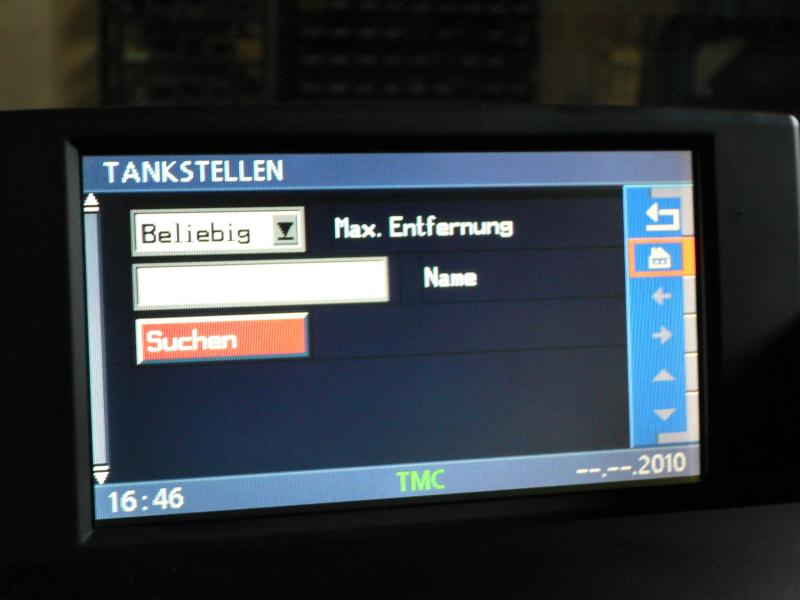 TANKSTELLEN
Beliebig Max. Entfernung
Name
Suchen
16:46 TMC --.--.2010